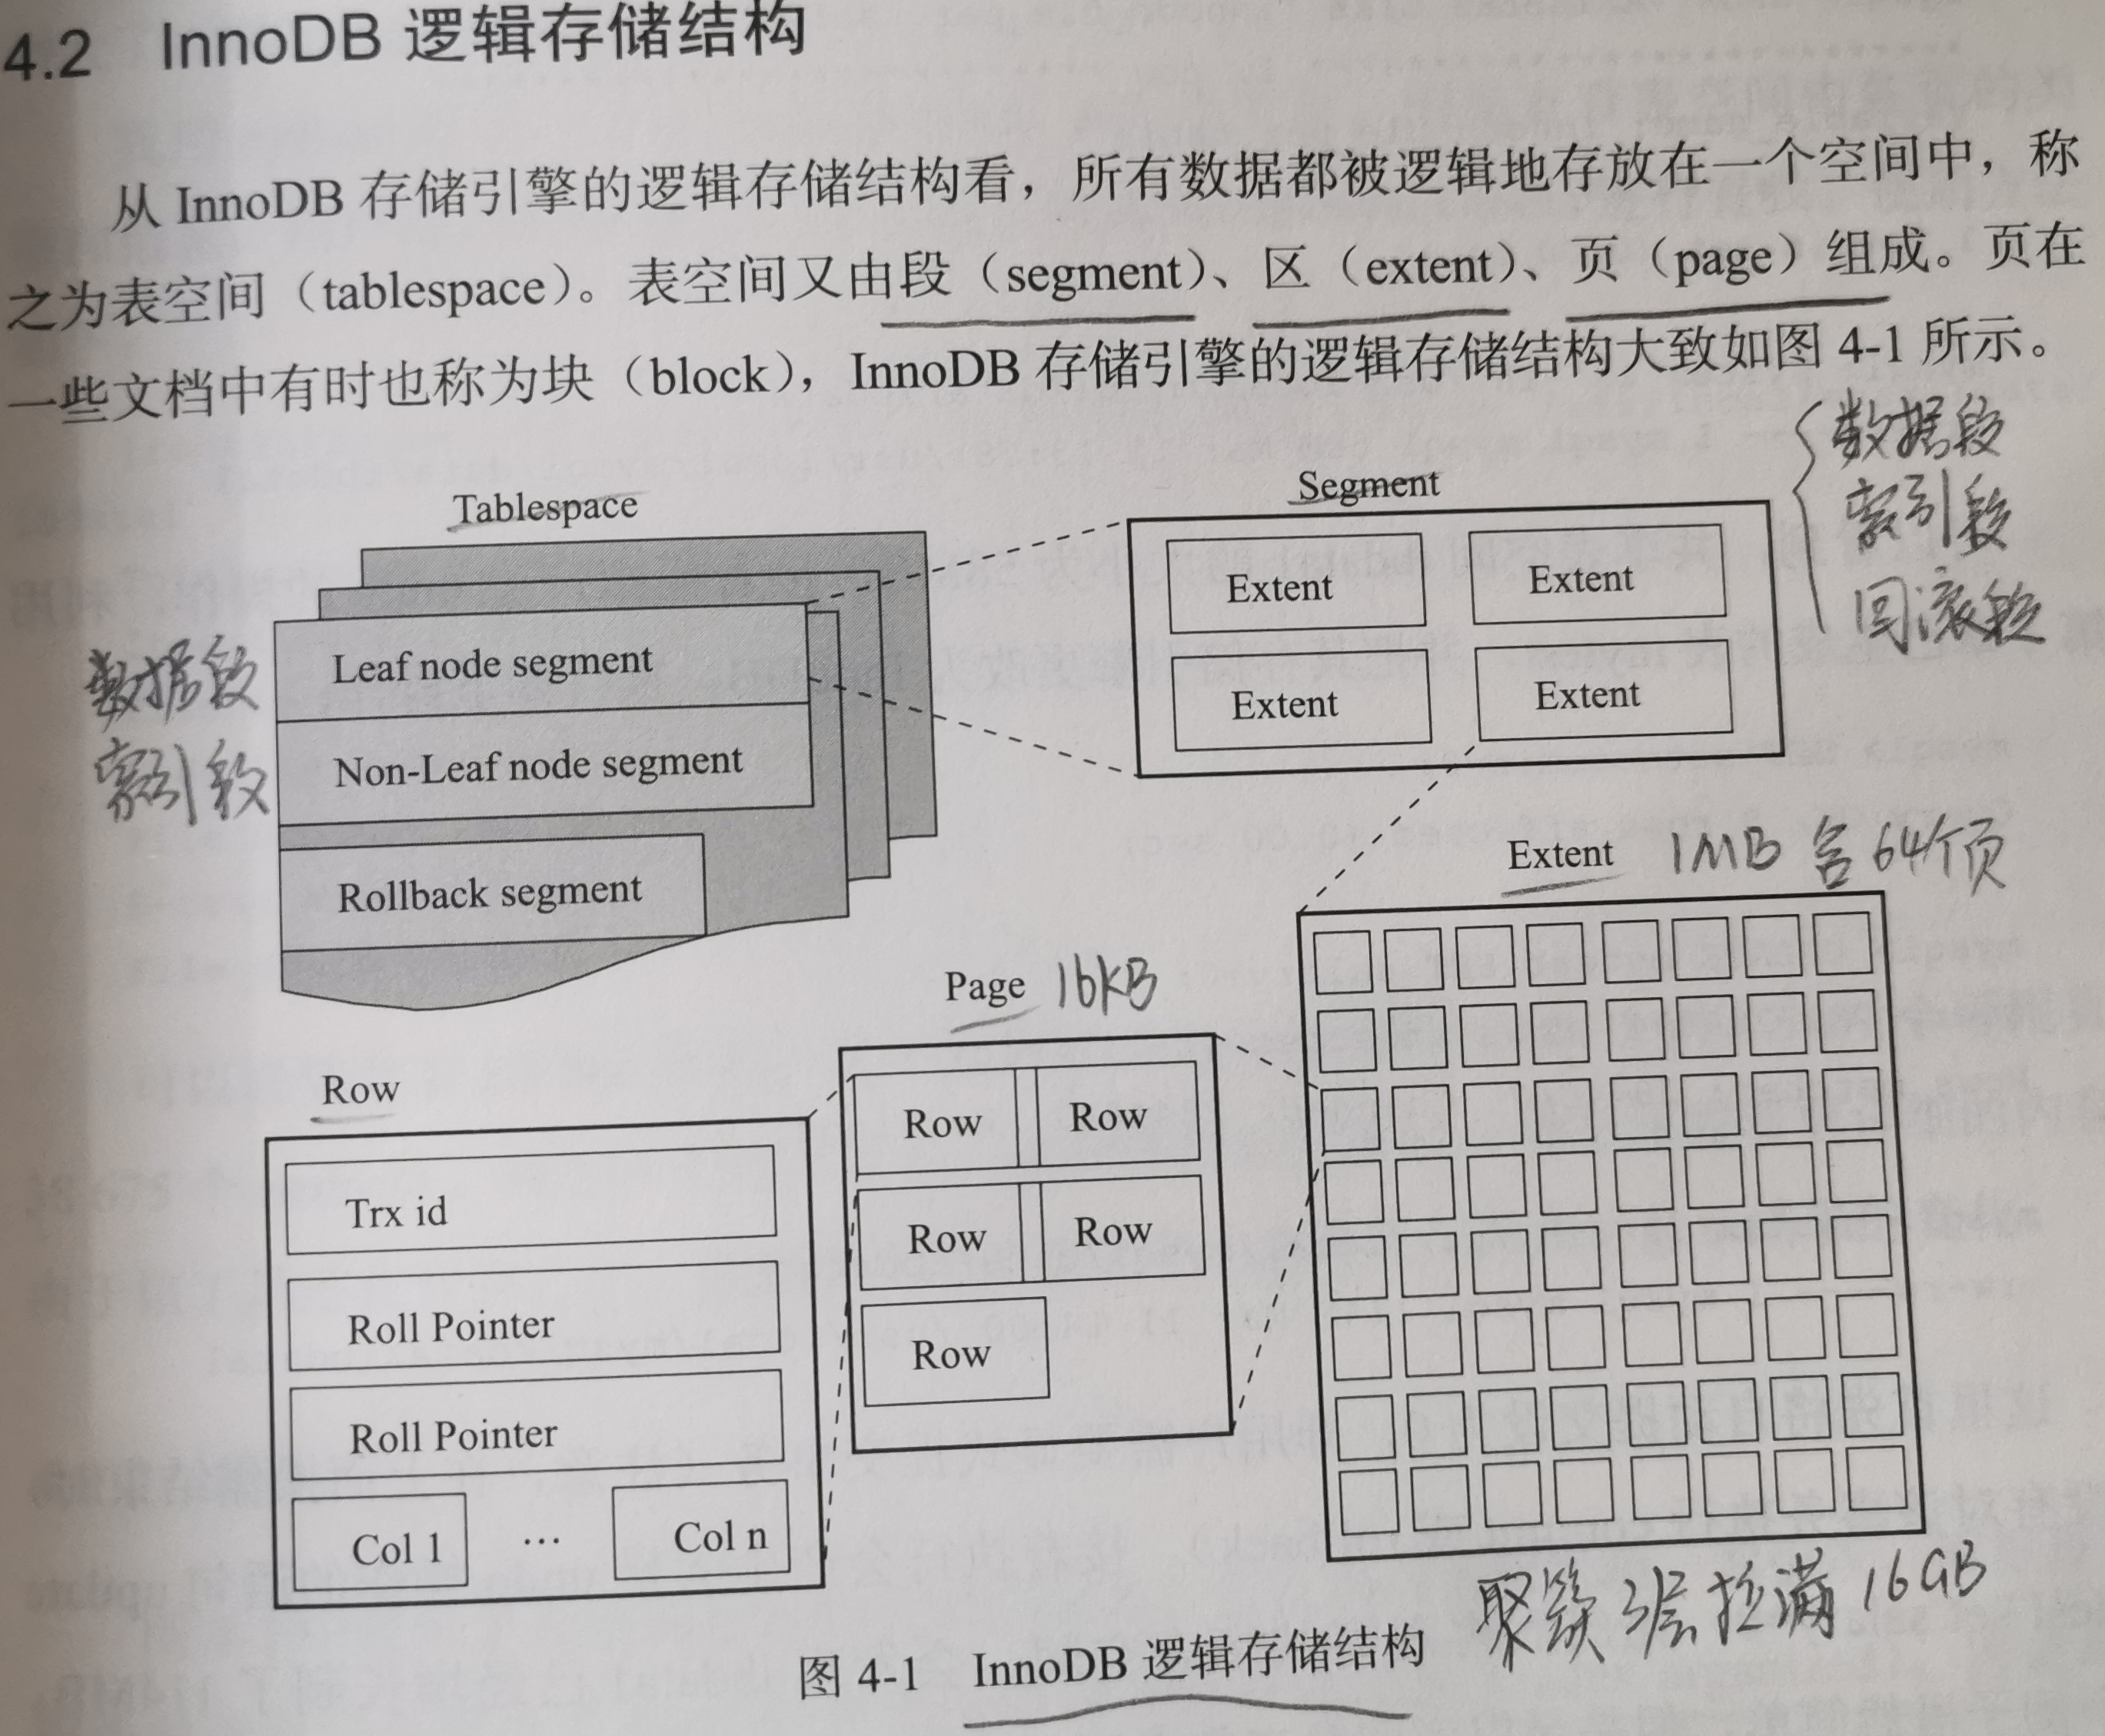 4.2 InnoDB 逻辑存储结构
从 InnoDB 存储引擎的逻辑存储结构看，所有数据都被逻辑地存放在一个空间中，称
之为表空间（tablespace）。表空间又由段（segment）、区（extent）、页（page）组成。页在
一些文档中有时也称为块（block），InnoDB 存储引擎的逻辑存储结构大致如图 4-1 所示。
数据段
索引段
回滚段
Tablespace
Segment
数据段
索引段
Leaf node segment
Non-Leaf node segment
Rollback segment
Extent
Extent
Extent
Extent
Extent 1MB 含64个页
Page 16KB
Row
Row
Row
Row
Row
Row
Trx id
Roll Pointer
Roll Pointer
Col 1 … Col n
聚簇 3层拉满 16GB
图 4-1 InnoDB 逻辑存储结构